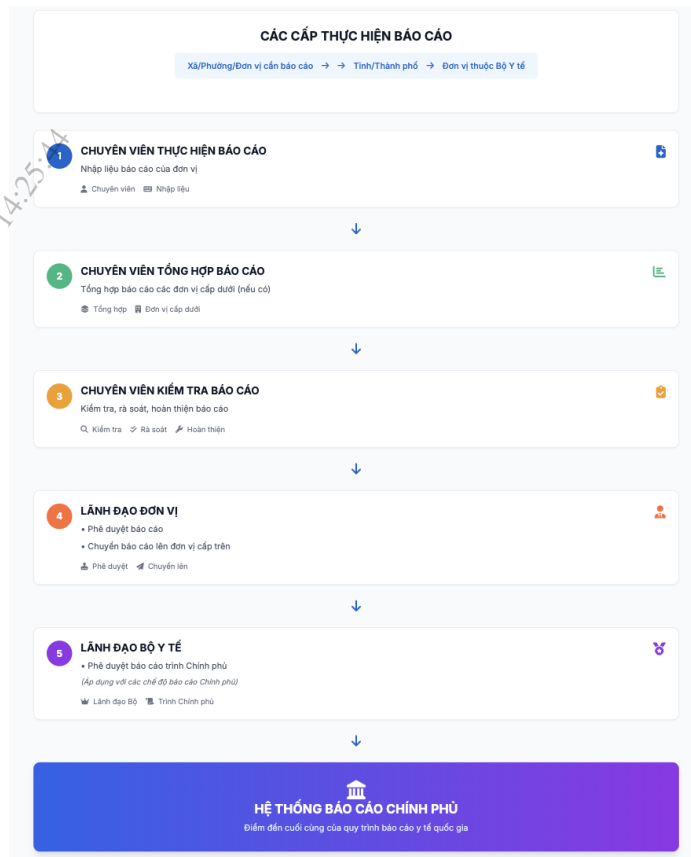 CÁC CẤP THỰC HIỆN BÁO CÁO
Xã/Phường/Đơn vị cần báo cáo → → Tỉnh/Thành phố → Đơn vị thuộc Bộ Y tế
14:25:44
1
CHUYÊN VIÊN THỰC HIỆN BÁO CÁO
Nhập liệu báo cáo của đơn vị
Chuyên viên Nhập liệu
2
CHUYÊN VIÊN TỔNG HỢP BÁO CÁO
Tổng hợp báo cáo các đơn vị cấp dưới (nếu có)
Tổng hợp Đơn vị cấp dưới
3
CHUYÊN VIÊN KIỂM TRA BÁO CÁO
Kiểm tra, rà soát, hoàn thiện báo cáo
Kiểm tra Rà soát Hoàn thiện
4
LÃNH ĐẠO ĐƠN VỊ
• Phê duyệt báo cáo
• Chuyển báo cáo lên đơn vị cấp trên
Phê duyệt Chuyển lên
5
LÃNH ĐẠO BỘ Y TẾ
• Phê duyệt báo cáo trình Chính phủ
(Áp dụng với các chế độ báo cáo Chính phủ)
Lãnh đạo Bộ Trình Chính phủ
HỆ THỐNG BÁO CÁO CHÍNH PHỦ
Điểm đến cuối cùng của quy trình báo cáo y tế quốc gia